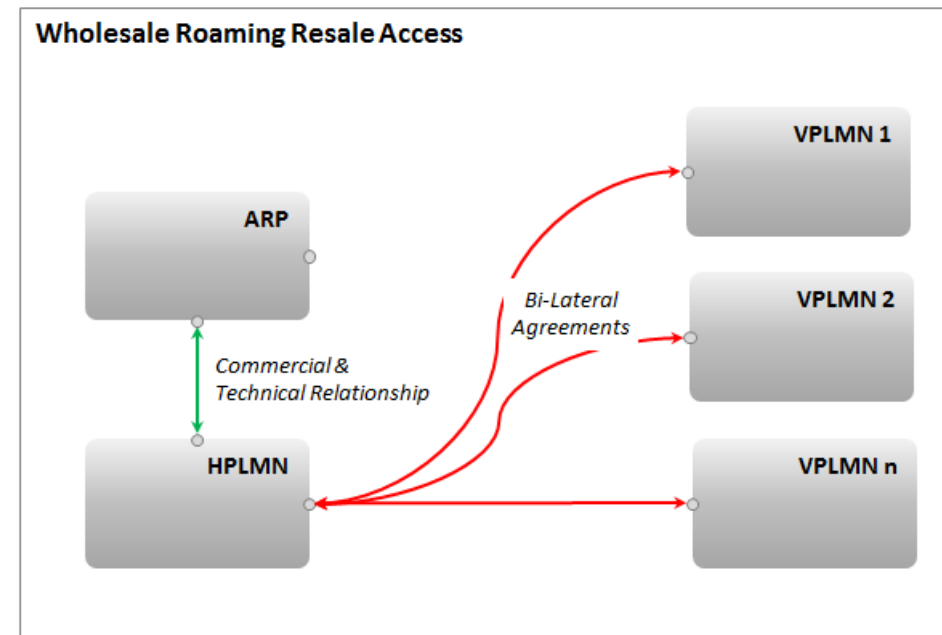 Wholesale Roaming Resale Access
VPLMN 1
ARP
Bi-Lateral
Agreements
VPLMN 2
Commercial &
Technical Relationship
HPLMN
VPLMN n